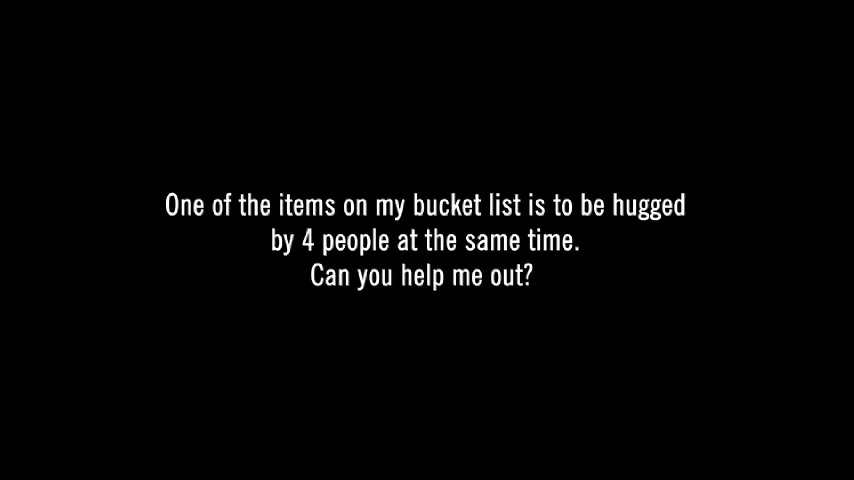 One of the items on my bucket list is to be hugged
by 4 people at the same time.
Can you help me out?